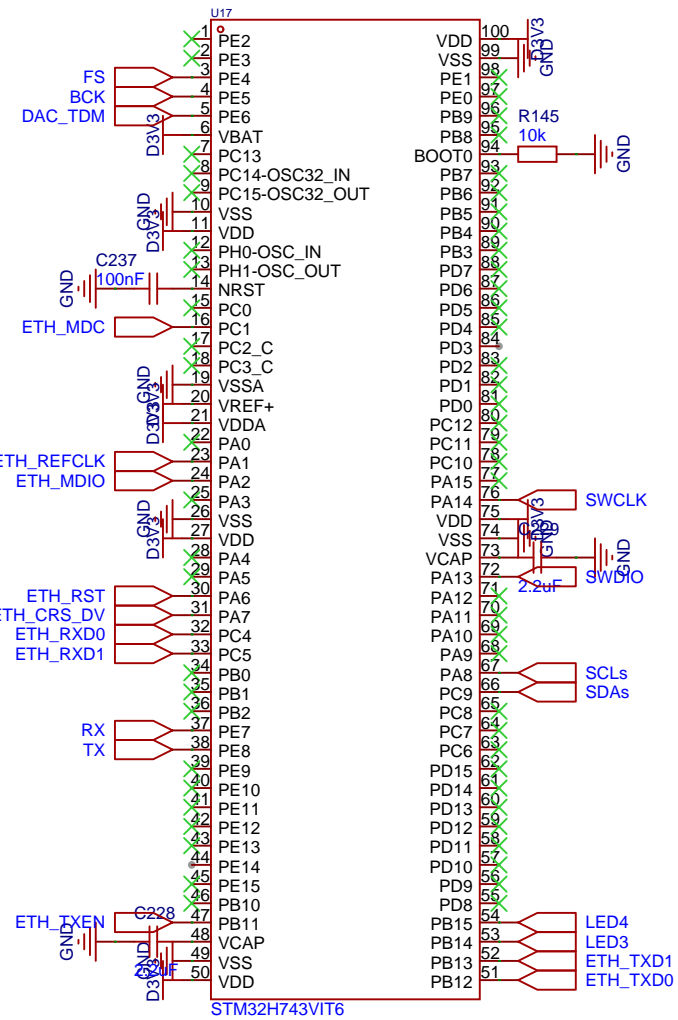 U17
1 PE2
2 PE3
FS 3 PE4
BCK 4 PE5
DAC_TDM 5 PE6
D3V3 6 VBAT
7 PC13
8 PC14-OSC32_IN
9 PC15-OSC32_OUT
GND 10 VSS
D3V3 11 VDD
12 PH0-OSC_IN
13 PH1-OSC_OUT
C237
100nF
GND 14 NRST
15 PC0
ETH_MDC 16 PC1
17 PC2_C
18 PC3_C
GND 19 VSSA
D3V3 20 VREF+
D3V3 21 VDDA
22 PA0
ETH_REFCLK 23 PA1
ETH_MDIO 24 PA2
25 PA3
GND 26 VSS
D3V3 27 VDD
28 PA4
29 PA5
ETH_RST 30 PA6
ETH_CRS_DV 31 PA7
ETH_RXD0 32 PC4
ETH_RXD1 33 PC5
34 PB0
35 PB1
36 PB2
RX 37 PE7
TX 38 PE8
39 PE9
40 PE10
41 PE11
42 PE12
43 PE13
44 PE14
45 PE15
46 PB10
ETH_TXEN 47 PB11
C228
2.2uF
GND 48 VCAP
GND 49 VSS
D3V3 50 VDD
VDD 100 D3V3
VSS 99 GND
PE1 98
PE0 97
PB9 96
PB8 95
R145
10k
BOOT0 94 GND
PB7 93
PB6 92
PB5 91
PB4 90
PB3 89
PD7 88
PD6 87
PD5 86
PD4 85
PD3 84
PD2 83
PD1 82
PD0 81
PC12 80
PC11 79
PC10 78
PA15 77
PA14 76 SWCLK
VDD 75 D3V3
VSS 74 GND
VCAP 73 GND
2.2uF
PA13 72 SWDIO
PA12 71
PA11 70
PA10 69
PA9 68
PA8 67 SCLs
PC9 66 SDAs
PC8 65
PC7 64
PC6 63
PD15 62
PD14 61
PD13 60
PD12 59
PD11 58
PD10 57
PD9 56
PD8 55
PB15 54 LED4
PB14 53 LED3
PB13 52 ETH_TXD1
PB12 51 ETH_TXD0
STM32H743VIT6